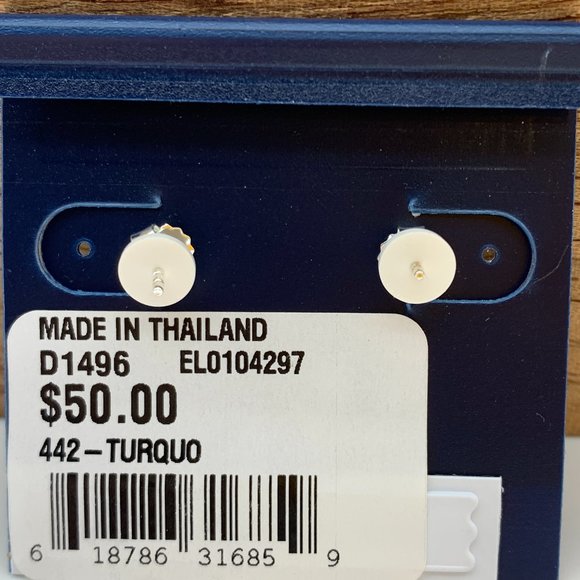 MADE IN THAILAND
D1496 EL0104297
$50.00
442-TURQUO
6 18786 31685 9